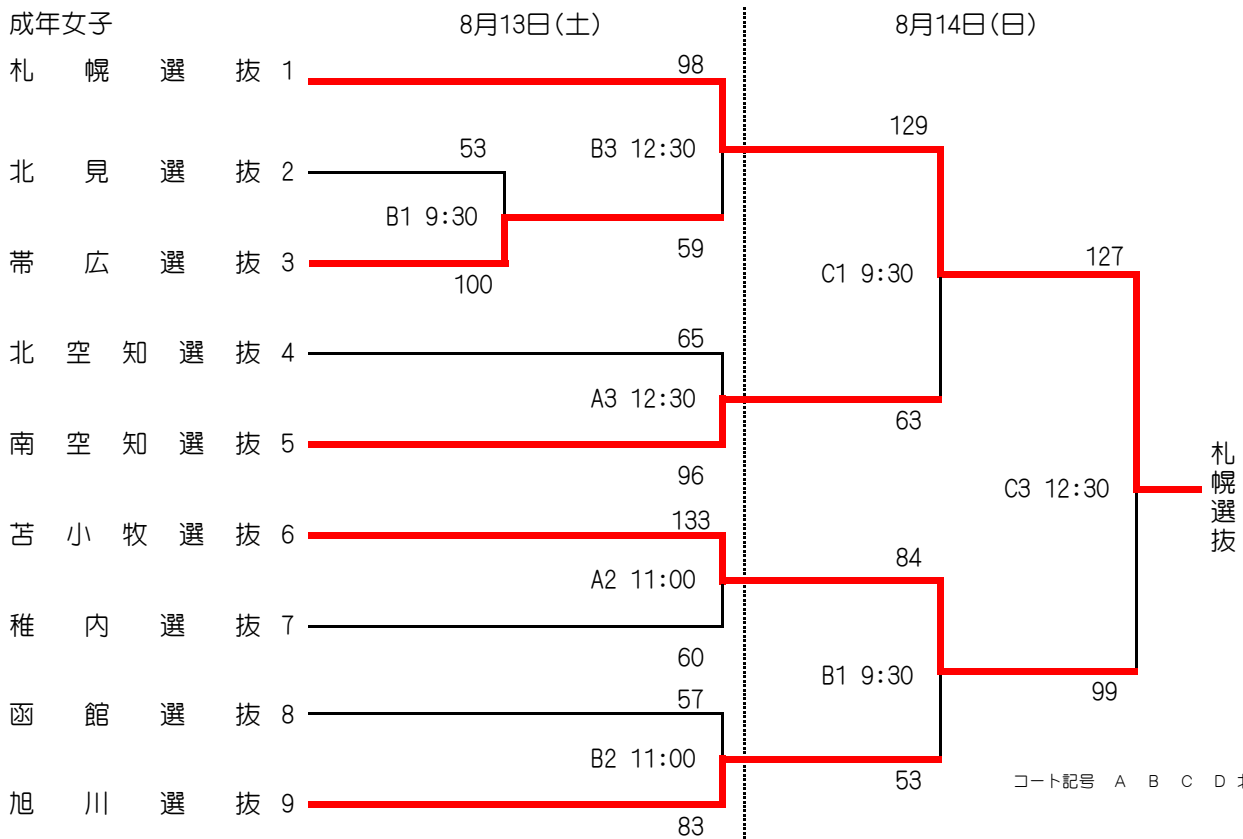 成年女子 8月13日(土) 8月14日(日)
札幌選抜 1 98
129
53 B3 12:30
北見選抜 2
B1 9:30
59 127
帯広選抜 3 C1 9:30
100
65
北空知選抜 4
A3 12:30
63
南空知選抜 5
96 C3 12:30 札幌選抜
133
苫小牧選抜 6
84
A2 11:00
稚内選抜 7
60 B1 9:30
57 99
函館選抜 8
B2 11:00
53 コート記号 A B C D
旭川選抜 9
83